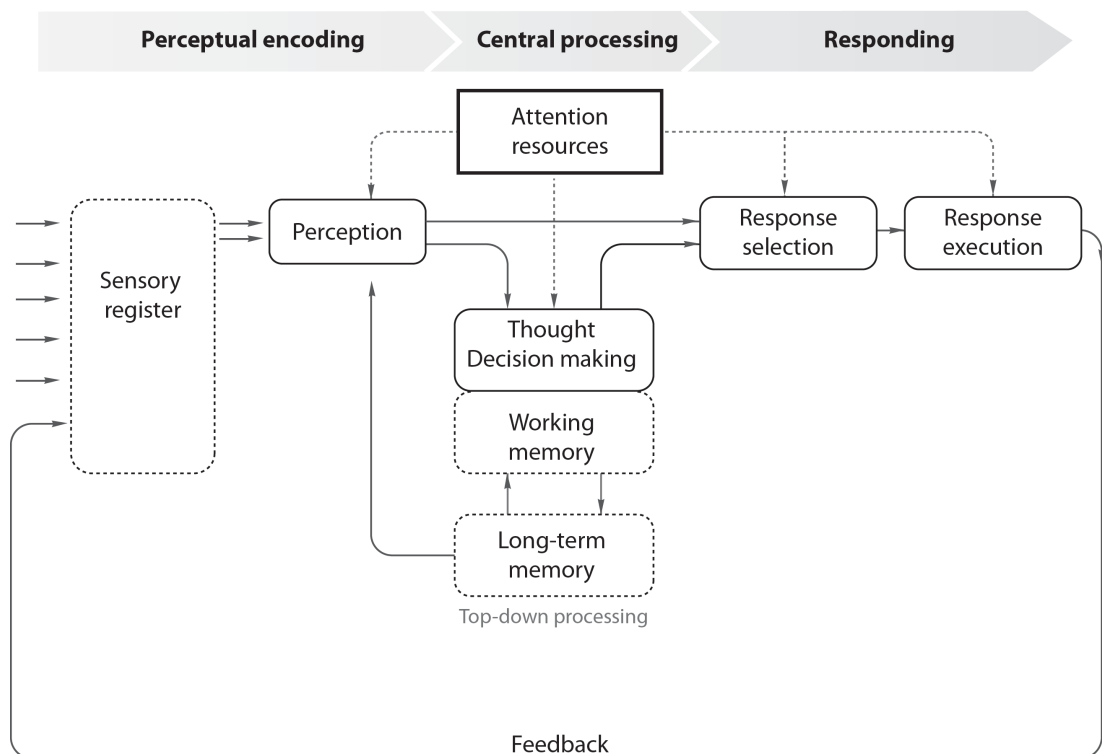 Perceptual encoding
Central processing
Responding
Attention
resources
Perception
Response
selection
Response
execution
Sensory
register
Thought
Decision making
Working
memory
Long-term
memory
Top-down processing
Feedback